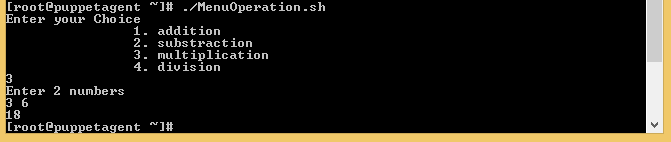 [root@puppetagent ~]# ./MenuOperation.sh
Enter your Choice
1. addition
2. substraction
3. multiplication
4. division
3
Enter 2 numbers
3 6
18
[root@puppetagent ~]#